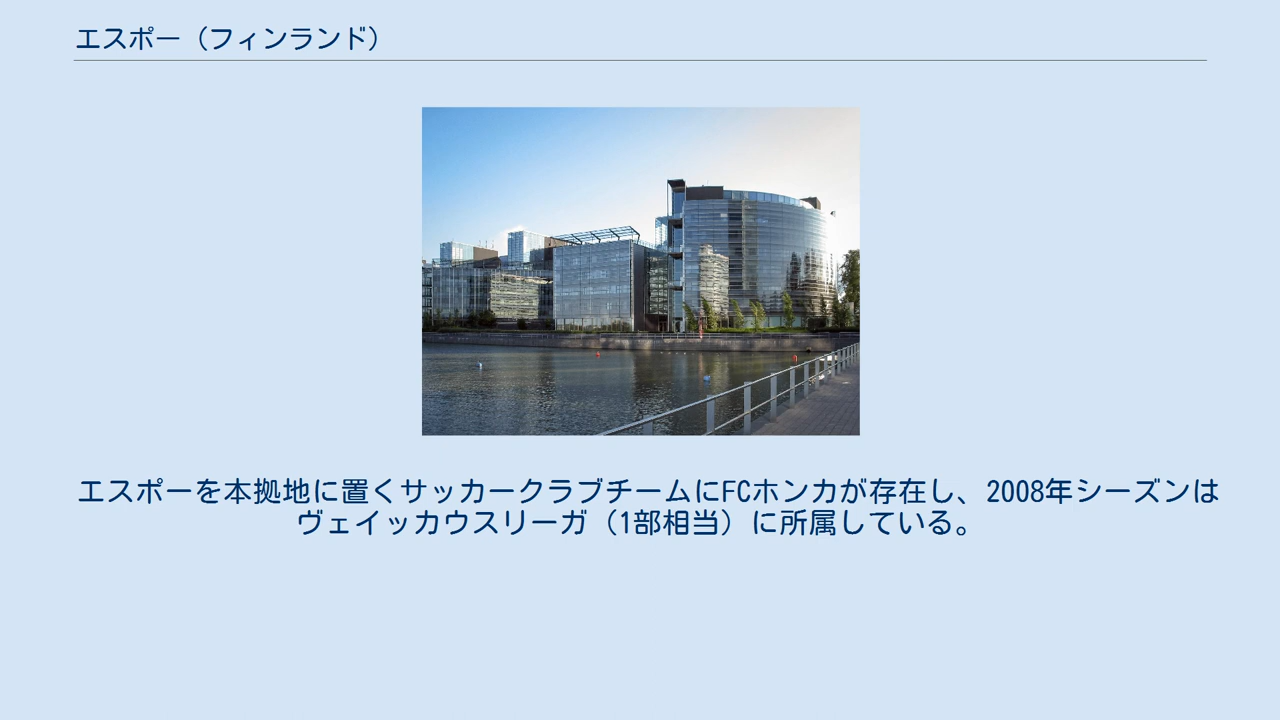 エスポー（フィンランド）
エスポーを本拠地に置くサッカークラブチームにFCホンカが存在し、2008年シーズンは
ヴェイッカウスリーガ（1部相当）に所属している。